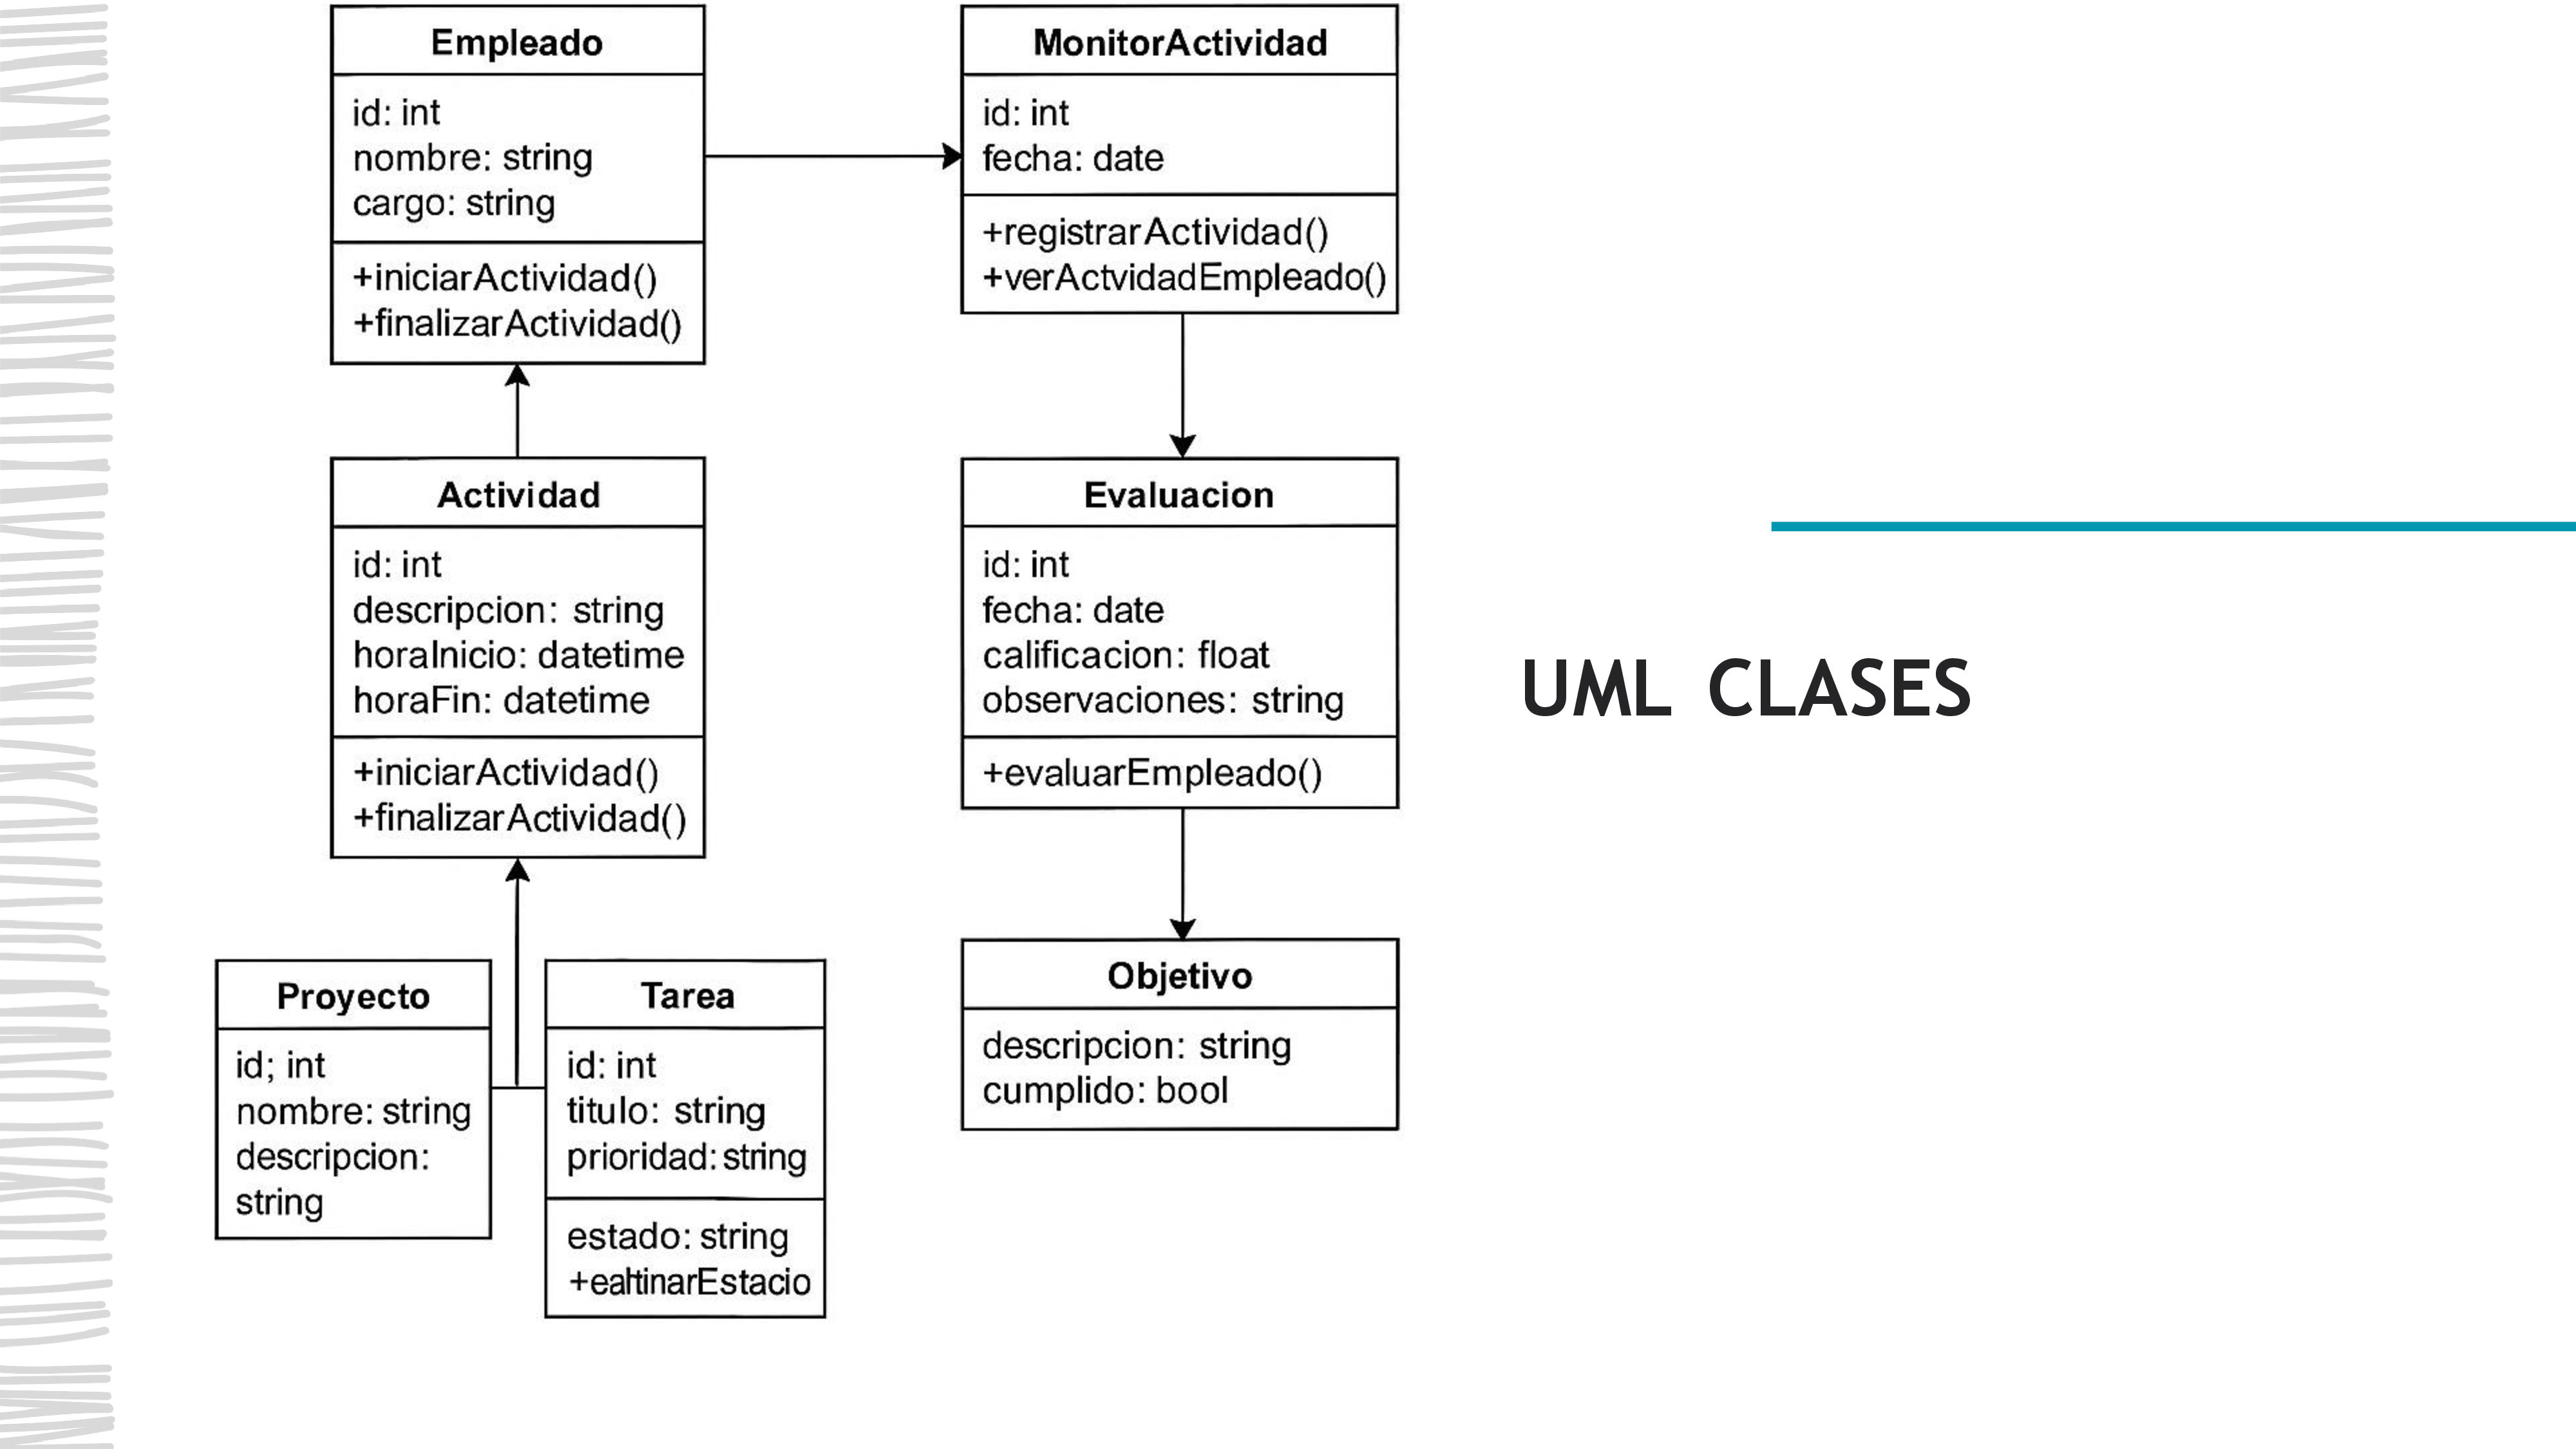 Empleado
id: int
nombre: string
cargo: string
+iniciarActividad()
+finalizarActividad()
MonitorActividad
id: int
fecha: date
+registrarActividad()
+verActvidadEmpleado()
Actividad
id: int
descripcion: string
horaInicio: datetime
horaFin: datetime
+iniciarActividad()
+finalizarActividad()
Evaluacion
id: int
fecha: date
calificacion: float
observaciones: string
+evaluarEmpleado()
Proyecto
id; int
nombre: string
descripcion:
string
Tarea
id: int
titulo: string
prioridad: string
estado: string
Objetivo
descripcion: string
cumplido: bool
UML CLASES